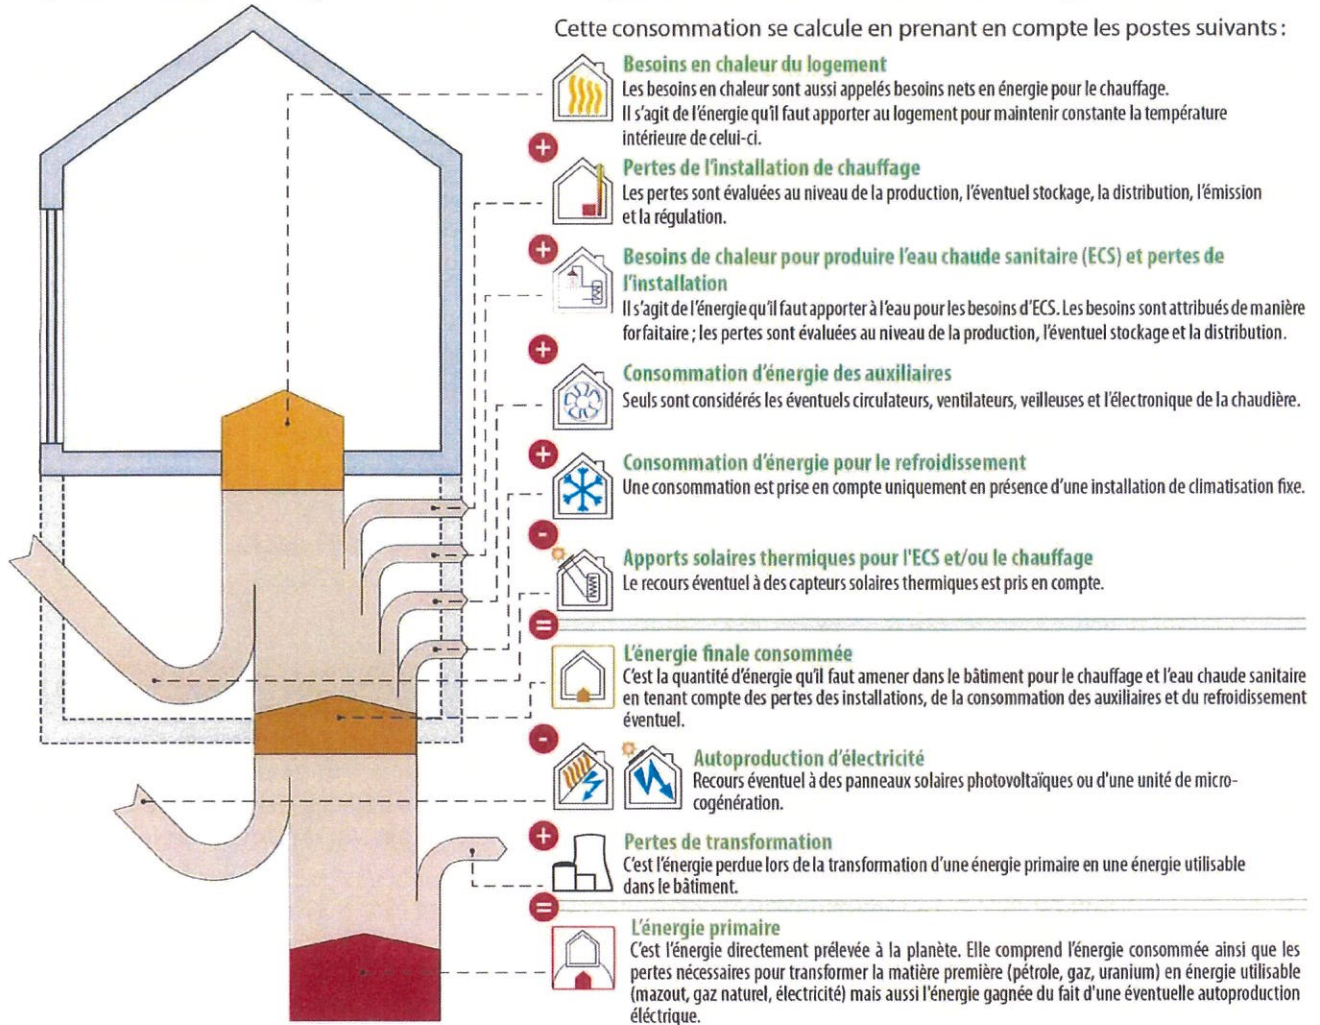 Cette consommation se calcule en prenant en compte les postes suivants :
Besoins en chaleur du logement
Les besoins en chaleur sont aussi appelés besoins nets en énergie pour le chauffage.
Il s'agit de l'énergie qu'il faut apporter au logement pour maintenir constante la température
intérieure de celui-ci.
+
Pertes de l'installation de chauffage
Les pertes sont évaluées au niveau de la production, l'éventuel stockage, la distribution, l'émission
et la régulation.
+
Besoins de chaleur pour produire l'eau chaude sanitaire (ECS) et pertes de
l'installation
Il s'agit de l'énergie qu'il faut apporter à l'eau pour les besoins d'ECS. Les besoins sont attribués de manière
forfaitaire ; les pertes sont évaluées au niveau de la production, l'éventuel stockage et la distribution.
+
Consommation d'énergie des auxiliaires
Seuls sont considérés les éventuels circulateurs, ventilateurs, veilleuses et l'électronique de la chaudière.
+
Consommation d'énergie pour le refroidissement
Une consommation est prise en compte uniquement en présence d'une installation de climatisation fixe.
-
Apports solaires thermiques pour l'ECS et/ou le chauffage
Le recours éventuel à des capteurs solaires thermiques est pris en compte.
=
L'énergie finale consommée
C'est la quantité d'énergie qu'il faut amener dans le bâtiment pour le chauffage et l'eau chaude sanitaire
en tenant compte des pertes des installations, de la consommation des auxiliaires et du refroidissement
éventuel.
-
Autoproduction d'électricité
Recours éventuel à des panneaux solaires photovoltaïques ou d'une unité de micro-
cogénération.
+
Pertes de transformation
C'est l'énergie perdue lors de la transformation d'une énergie primaire en une énergie utilisable
dans le bâtiment.
=
L'énergie primaire
C'est l'énergie directement prélevée à la planète. Elle comprend l'énergie consommée ainsi que les
pertes nécessaires pour transformer la matière première (pétrole, gaz, uranium) en énergie utilisable
(mazout, gaz naturel, électricité) mais aussi l'énergie gagnée du fait d'une éventuelle autoproduction
éléctrique.